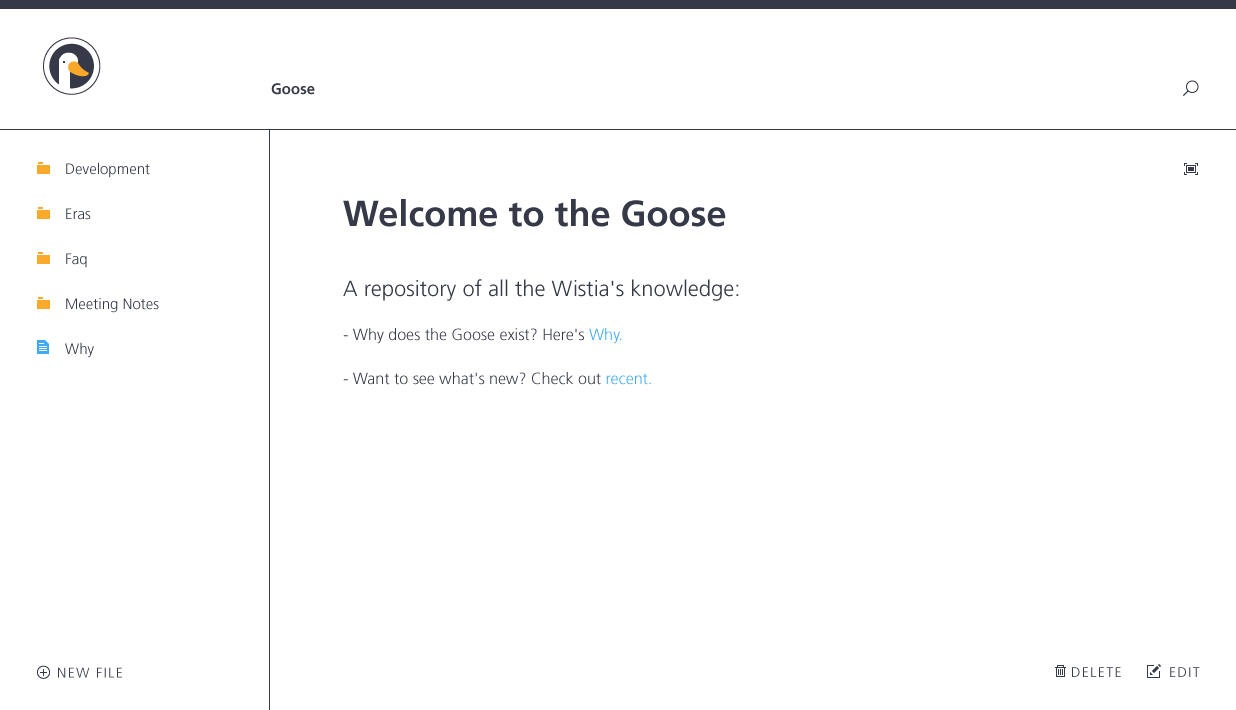 Goose
Development
Eras
Faq
Meeting Notes
Why
Welcome to the Goose
A repository of all the Wistia's knowledge:
- Why does the Goose exist? Here's Why.
- Want to see what's new? Check out recent.
NEW FILE
DELETE
EDIT